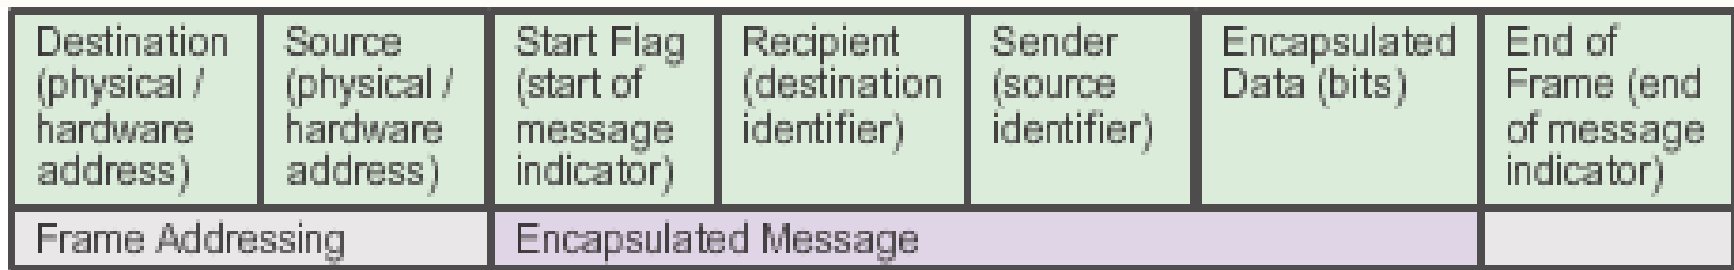 Destination
(physical /
hardware
address)
Source
(physical /
hardware
address)
Start Flag
(start of
message
indicator)
Recipient
(destination
identifier)
Sender
(source
identifier)
Encapsulated
Data (bits)
End of
Frame (end
of message
indicator)
Frame Addressing
Encapsulated Message